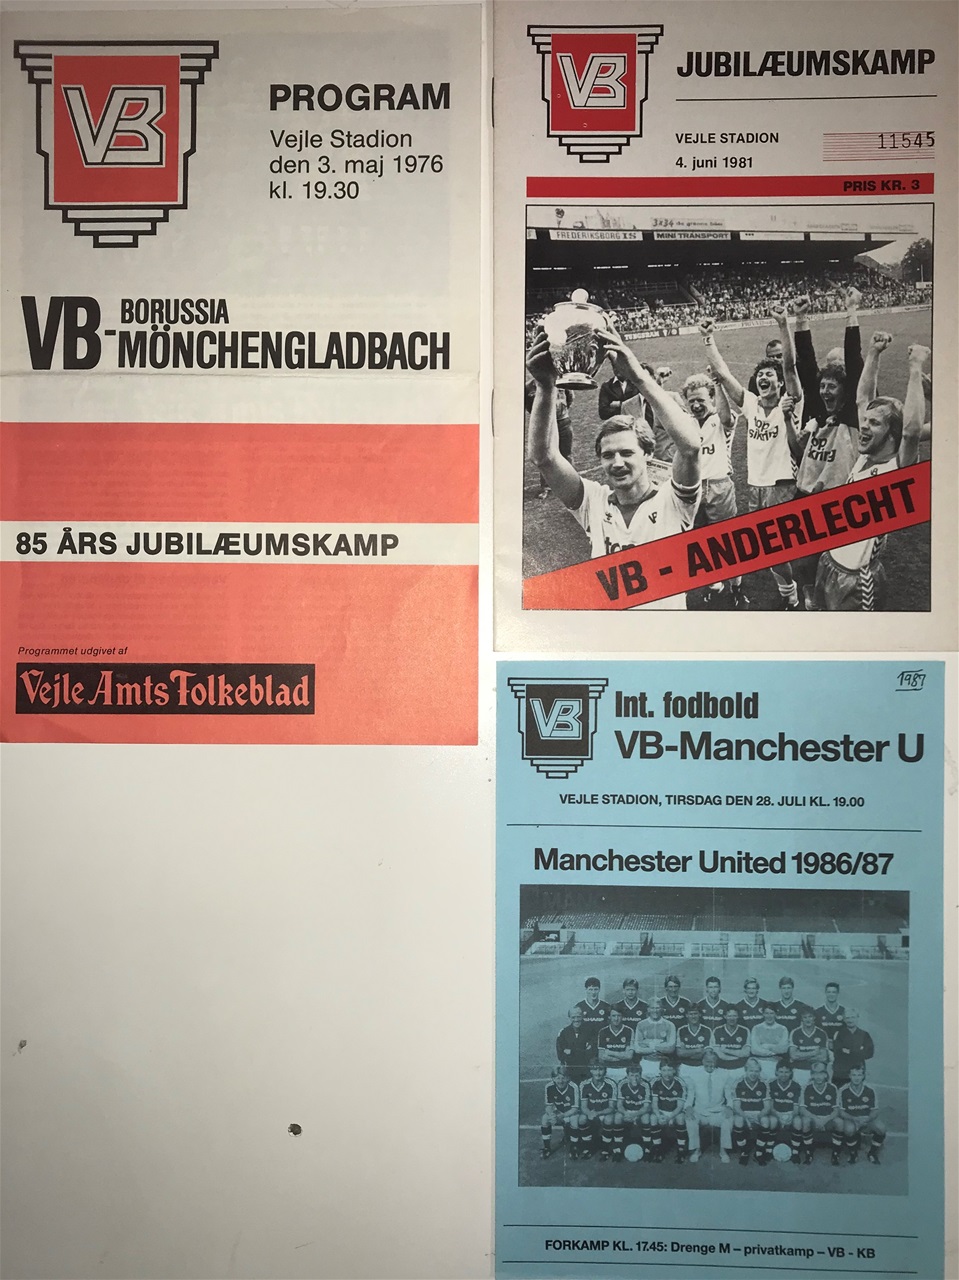 VB
PROGRAM
Vejle Stadion
den 3. maj 1976
kl. 19.30
VB-BORUSSIA
MÖNCHENGLADBACH
85 ÅRS JUBILÆUMSKAMP
Programmet udgivet af
Vejle Amts Folkeblad
VB
JUBILÆUMSKAMP
VEJLE STADION
4. juni 1981
11545
PRIS KR. 3
FREDERIKSBORG IS
MINI TRANSPORT
top
sikring
VB - ANDERLECHT
1987
VB
Int. fodbold
VB-Manchester U
VEJLE STADION, TIRSDAG DEN 28. JULI KL. 19.00
Manchester United 1986/87
FORKAMP KL. 17.45: Drenge M – privatkamp – VB - KB